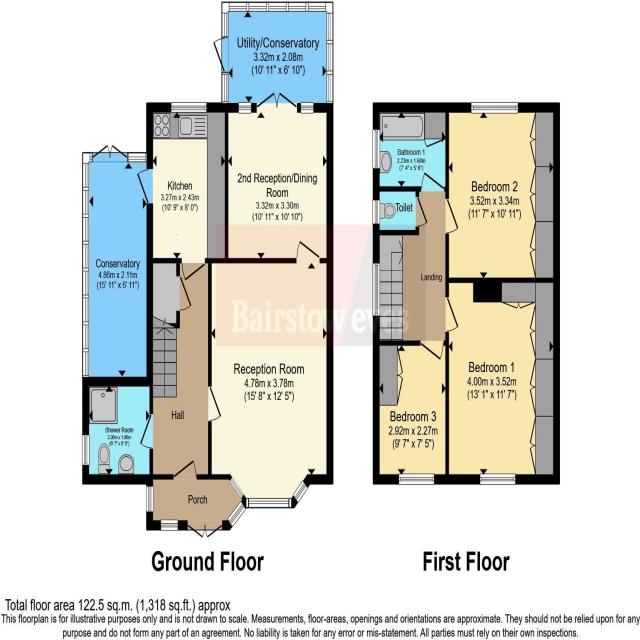 Utility/Conservatory
3.32m x 2.08m
(10' 11" x 6' 10")
Kitchen
3.27m x 2.43m
(10' 9" x 8' 0")
2nd Reception/Dining
Room
3.32m x 3.30m
(10' 11" x 10' 10")
Conservatory
4.86m x 2.11m
(15' 11" x 6' 11")
Bairstow eves
Reception Room
4.78m x 3.78m
(15' 8" x 12' 5")
Hall
Shower Room
Porch
Ground Floor
Bathroom 1
2.23m x 1.68m
(7' 4" x 5' 6")
Toilet
Bedroom 2
3.52m x 3.34m
(11' 7" x 10' 11")
Landing
Bedroom 1
4.00m x 3.52m
(13' 1" x 11' 7")
Bedroom 3
2.92m x 2.27m
(9' 7" x 7' 5")
First Floor
Total floor area 122.5 sq.m. (1,318 sq.ft.) approx
This floorplan is for illustrative purposes only and is not drawn to scale. Measurements, floor-areas, openings and orientations are approximate. They should not be relied upon for any
purpose and do not form any part of an agreement. No liability is taken for any error or mis-statement. All parties must rely on their own inspections.